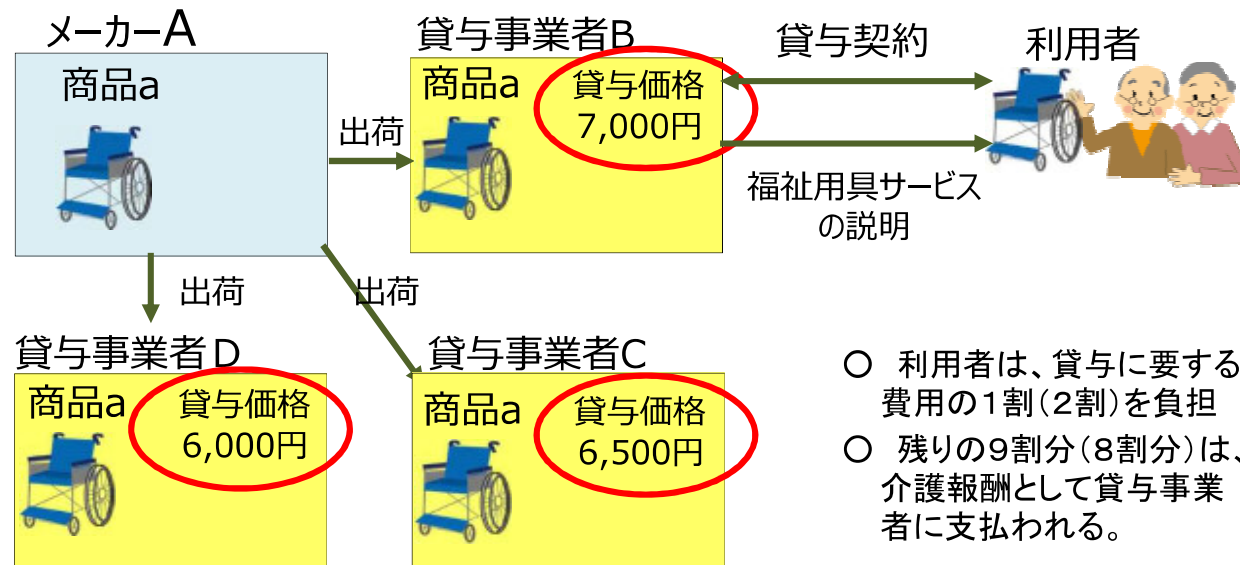 メーカーA
商品a
出荷
貸与事業者B
商品a
貸与価格
7,000円
貸与契約
利用者
福祉用具サービス
の説明
出荷
出荷
貸与事業者D
商品a
貸与価格
6,000円
貸与事業者C
商品a
貸与価格
6,500円
○ 利用者は、貸与に要する
費用の1割(2割)を負担
○ 残りの9割分(8割分)は、
介護報酬として貸与事業
者に支払われる。